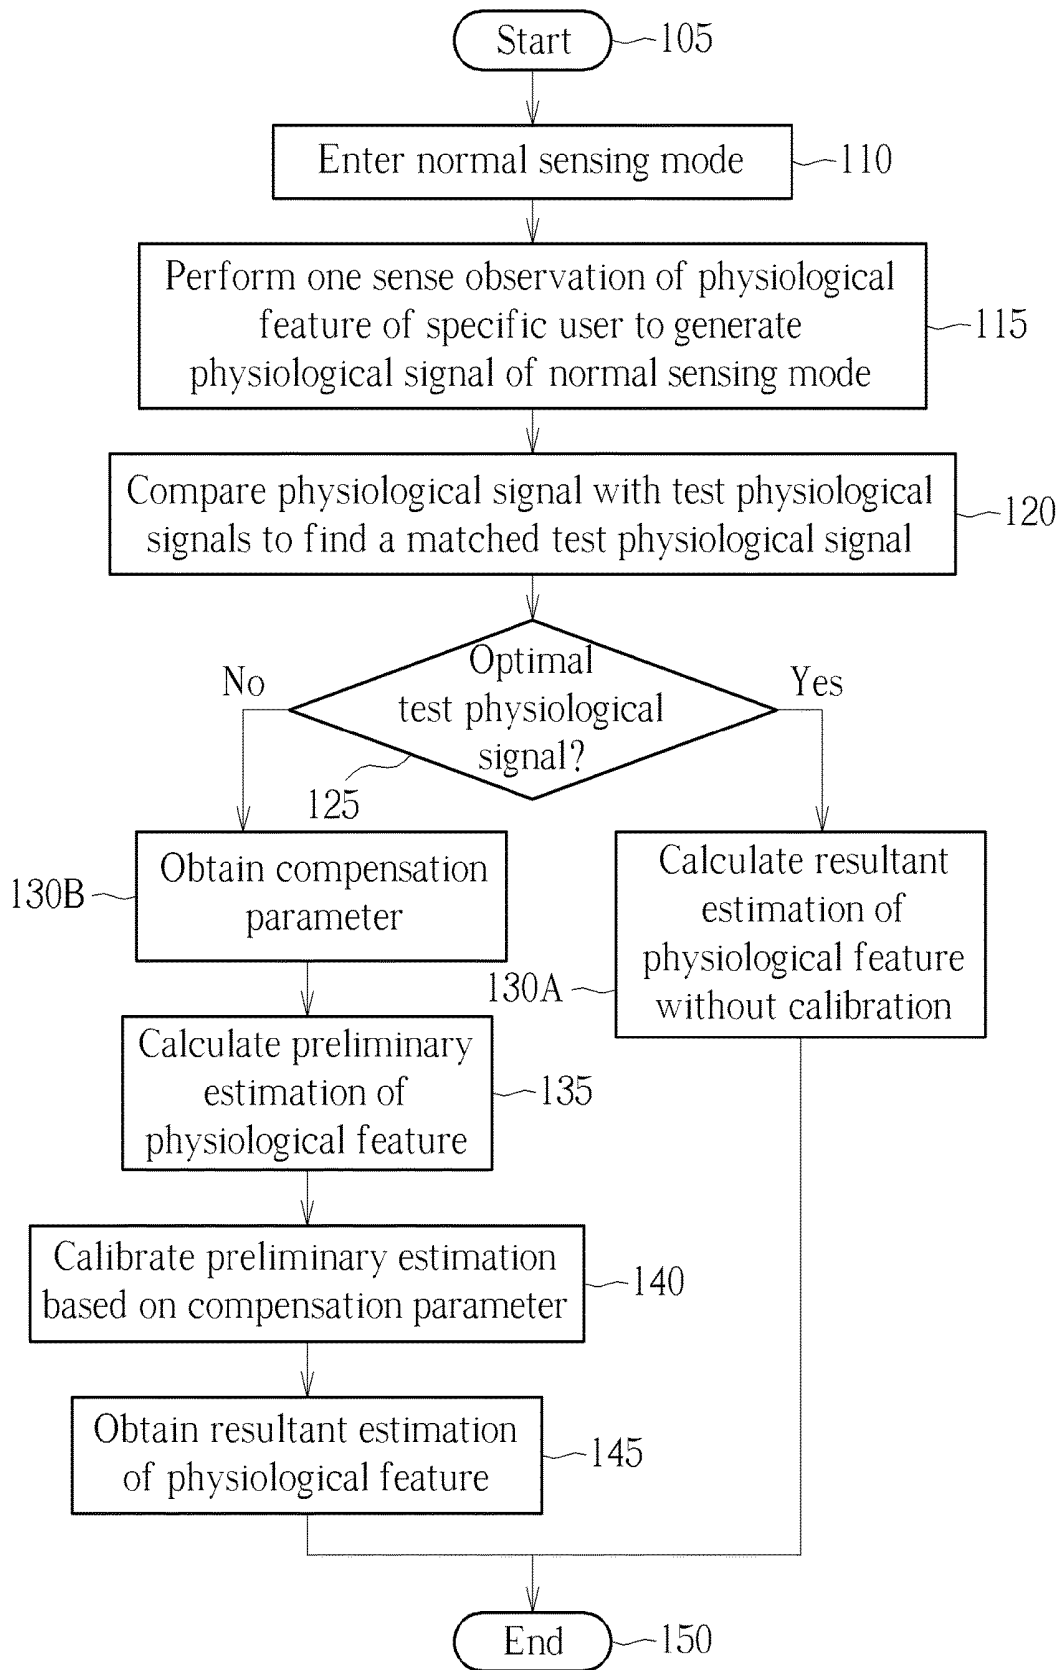 Start
105
Enter normal sensing mode
110
Perform one sense observation of physiological
feature of specific user to generate
physiological signal of normal sensing mode
115
Compare physiological signal with test physiological
signals to find a matched test physiological signal
120
Optimal
test physiological
signal?
No
Yes
125
Obtain compensation
parameter
130B
Calculate resultant
estimation of
physiological feature
without calibration
130A
Calculate preliminary
estimation of
physiological feature
135
Calibrate preliminary estimation
based on compensation parameter
140
Obtain resultant estimation
of physiological feature
145
End
150